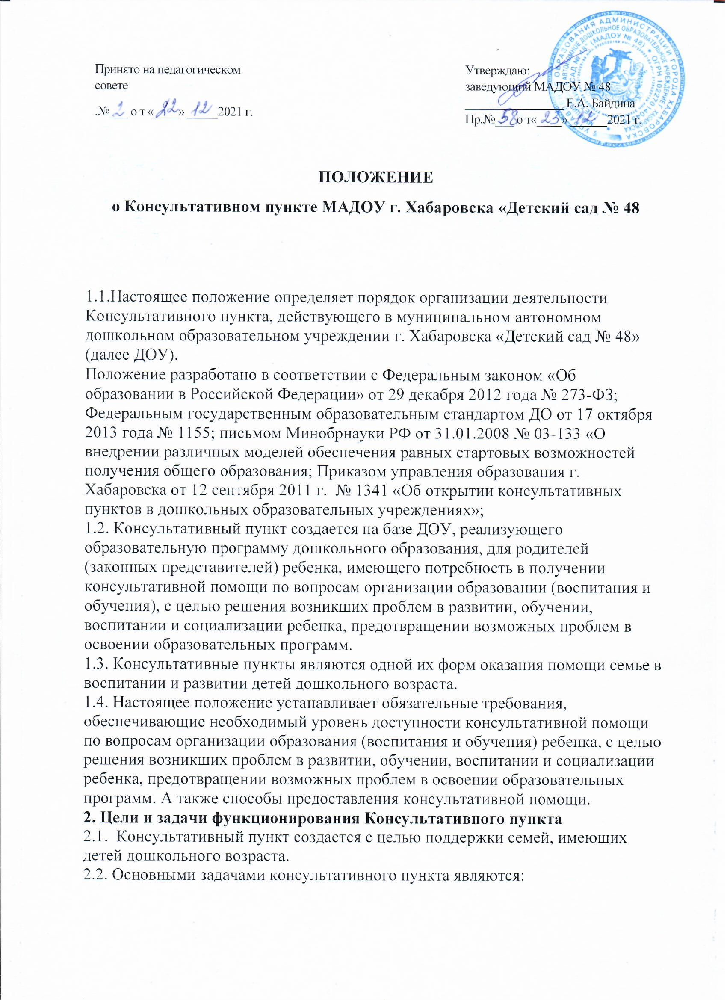 Принято на педагогическом
совете
.№ 2 о т « 22 » 12 2021 г.
Утверждаю:
заведующий МАДОУ № 48
________________ Е.А. Байдина
Пр.№ 58 о т« 23 » 12 2021 г.
ПОЛОЖЕНИЕ
о Консультативном пункте МАДОУ г. Хабаровска «Детский сад № 48
1.1.Настоящее положение определяет порядок организации деятельности
Консультативного пункта, действующего в муниципальном автономном
дошкольном образовательном учреждении г. Хабаровска «Детский сад № 48»
(далее ДОУ).
Положение разработано в соответствии с Федеральным законом «Об
образовании в Российской Федерации» от 29 декабря 2012 года № 273-ФЗ;
Федеральным государственным образовательным стандартом ДО от 17 октября
2013 года № 1155; письмом Минобрнауки РФ от 31.01.2008 № 03-133 «О
внедрении различных моделей обеспечения равных стартовых возможностей
получения общего образования; Приказом управления образования г.
Хабаровска от 12 сентября 2011 г.  № 1341 «Об открытии консультативных
пунктов в дошкольных образовательных учреждениях»;
1.2. Консультативный пункт создается на базе ДОУ, реализующего
образовательную программу дошкольного образования, для родителей
(законных представителей) ребенка, имеющего потребность в получении
консультативной помощи по вопросам организации образовании (воспитания и
обучения), с целью решения возникших проблем в развитии, обучении,
воспитании и социализации ребенка, предотвращении возможных проблем в
освоении образовательных программ.
1.3. Консультативные пункты являются одной их форм оказания помощи семье в
воспитании и развитии детей дошкольного возраста.
1.4. Настоящее положение устанавливает обязательные требования,
обеспечивающие необходимый уровень доступности консультативной помощи
по вопросам организации образования (воспитания и обучения) ребенка, с целью
решения возникших проблем в развитии, обучении, воспитании и социализации
ребенка, предотвращении возможных проблем в освоении образовательных
программ. А также способы предоставления консультативной помощи.
2. Цели и задачи функционирования Консультативного пункта
2.1.  Консультативный пункт создается с целью поддержки семей, имеющих
детей дошкольного возраста.
2.2. Основными задачами консультативного пункта являются: